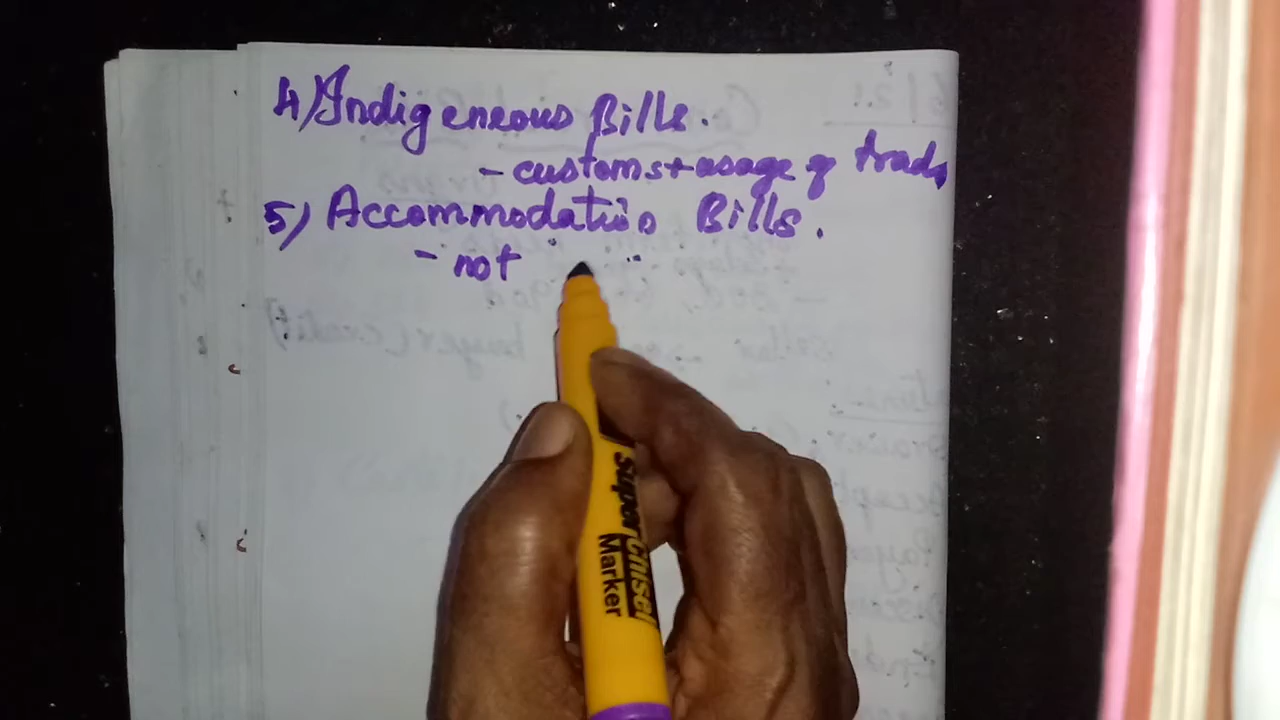 4) Indigeneous Bills.
- customs + usage of trade
5) Accommodation Bills.
- not
super Chisel
Marker